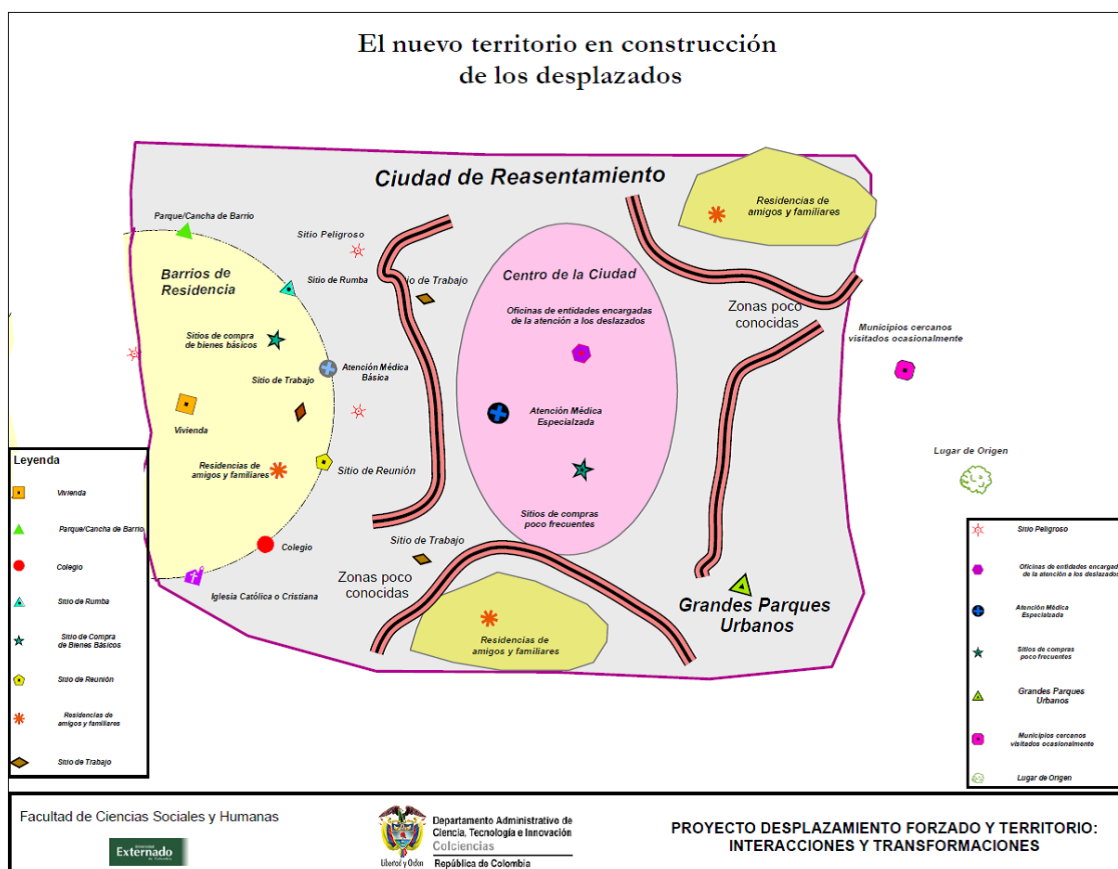 El nuevo territorio en construcción
de los desplazados
Ciudad de Reasentamiento
Residencias de
amigos y familiares
Parque/Cancha de Barrio
Sitio Peligroso
Barrios de
Residencia
Sitio de Rumba
io de Trabajo
Centro de la Ciudad
Zonas poco
conocidas
Oficinas de entidades encargadas
de la atención a los deslazados
Municipios cercanos
visitados ocasionalmente
Sitios de compra
de bienes básicos
Sitio de Trabajo
Atención Médica
Básica
Vivienda
Atención Médica
Especialzada
Residencias de
amigos y familiares
Sitio de Reunión
Lugar de Origen
Sitios de compras
poco frecuentes
Colegio
Sitio de Trabajo
Zonas poco
conocidas
Iglesia Católica o Cristiana
Grandes Parques
Urbanos
Residencias de
amigos y familiares
Leyenda
Vivienda
Parque/Cancha de Barrio
Colegio
Sitio de Rumba
Sitio de Compra
de Bienes Básicos
Sitio de Reunión
Residencias de
amigos y familiares
Sitio de Trabajo
Sitio Peligroso
Oficinas de entidades encargad
de la atención a los deslazados
Atención Médica
Especialzada
Sitios de compras
poco frecuentes
Grandes Parques
Urbanos
Municipios cercanos
visitados ocasionalmente
Lugar de Origen
Facultad de Ciencias Sociales y Humanas
Externado
Libertad y Orden
Departamento Administrativo de
Ciencia, Tecnología e Innovación
Colciencias
República de Colombia
PROYECTO DESPLAZAMIENTO FORZADO Y TERRITORIO:
INTERACCIONES Y TRANSFORMACIONES